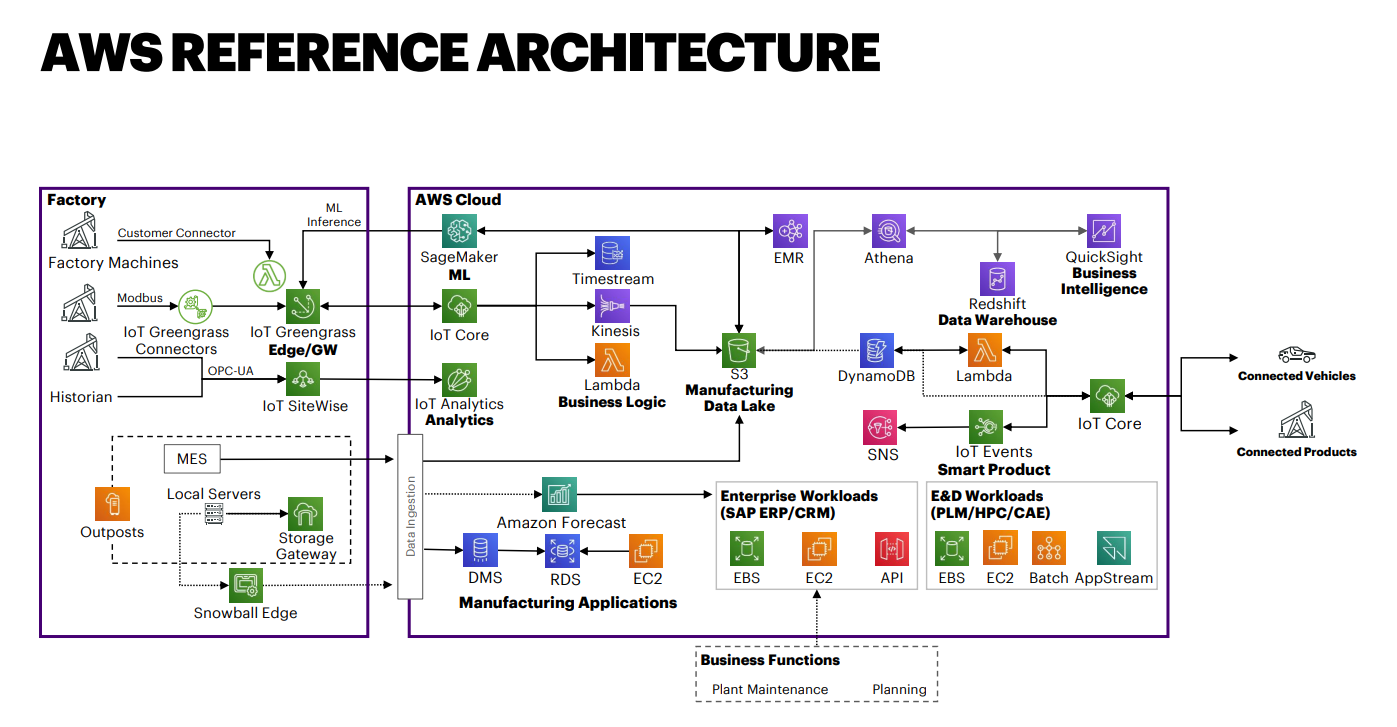 AWS REFERENCE ARCHITECTURE
Factory
Customer Connector
Factory Machines
ML
Inference
Modbus
IoT Greengrass
Connectors
IoT Greengrass
Edge/GW
OPC-UA
Historian
IoT SiteWise
MES
Local Servers
Outposts
Storage
Gateway
Snowball Edge
AWS Cloud
SageMaker
ML
Timestream
IoT Core
Kinesis
Lambda
Business Logic
IoT Analytics
Analytics
EMR
Athena
QuickSight
Business
Intelligence
Redshift
Data Warehouse
S3
Manufacturing
Data Lake
DynamoDB
Lambda
IoT Core
SNS
IoT Events
Smart Product
Data Ingestion
Amazon Forecast
DMS
RDS
EC2
Manufacturing Applications
Enterprise Workloads
(SAP ERP/CRM)
EBS
EC2
API
E&D Workloads
(PLM/HPC/CAE)
EBS
EC2
Batch
AppStream
Connected Vehicles
Connected Products
Business Functions
Plant Maintenance
Planning